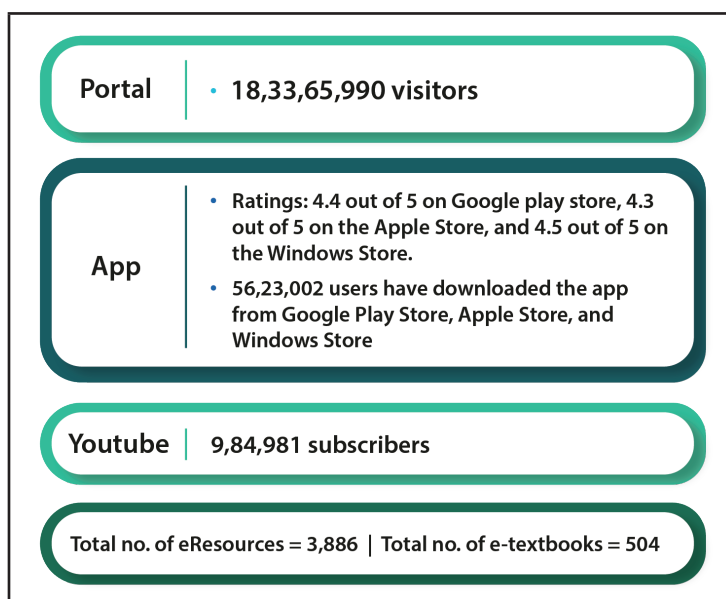 Portal
• 18,33,65,990 visitors
App
• Ratings: 4.4 out of 5 on Google play store, 4.3
out of 5 on the Apple Store, and 4.5 out of 5 on
the Windows Store.
• 56,23,002 users have downloaded the app
from Google Play Store, Apple Store, and
Windows Store
Youtube
9,84,981 subscribers
Total no. of eResources = 3,886 | Total no. of e-textbooks = 504